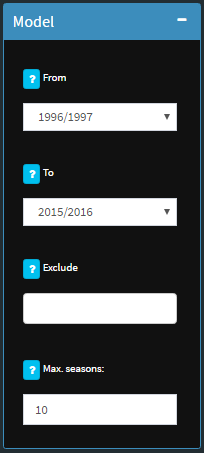 Model
? From
1996/1997
? To
2015/2016
? Exclude
? Max. seasons:
10